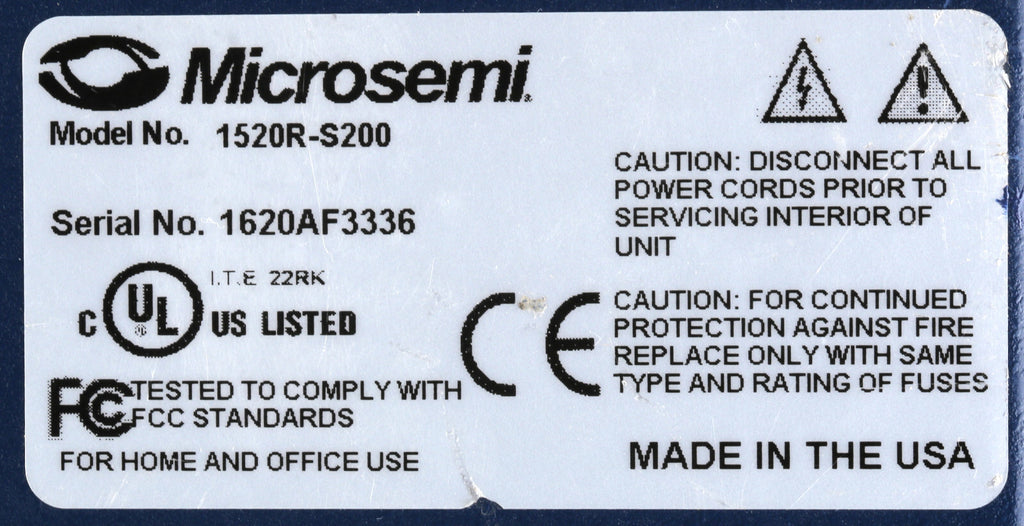 Microsemi®
Model No. 1520R-S200
Serial No. 1620AF3336
I.T.E 22RK
C UL ® US LISTED
FC TESTED TO COMPLY WITH
FCC STANDARDS
FOR HOME AND OFFICE USE
CAUTION: DISCONNECT ALL
POWER CORDS PRIOR TO
SERVICING INTERIOR OF
UNIT
CE
CAUTION: FOR CONTINUED
PROTECTION AGAINST FIRE
REPLACE ONLY WITH SAME
TYPE AND RATING OF FUSES
MADE IN THE USA